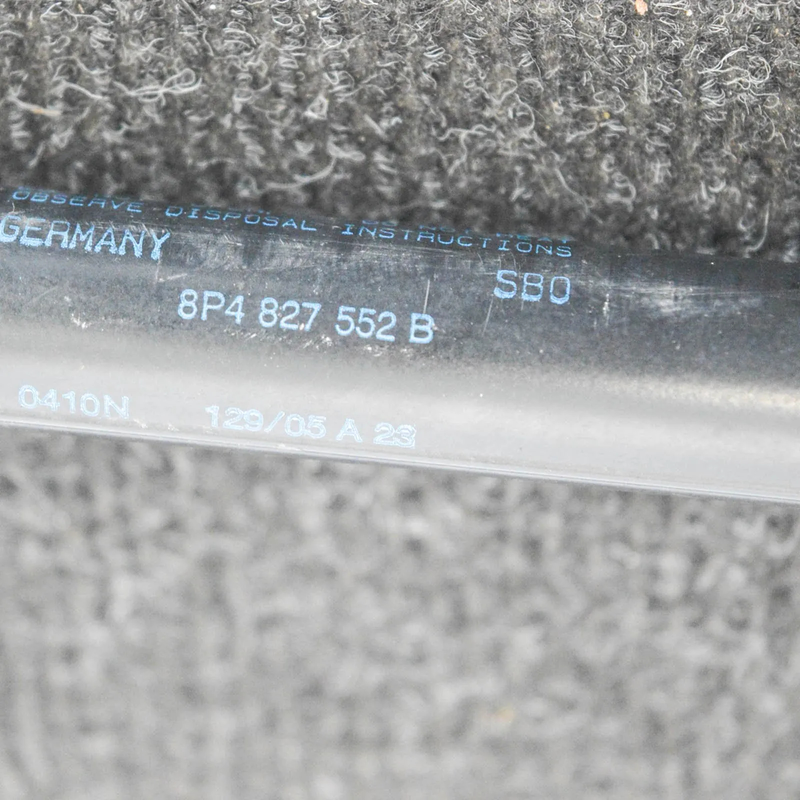 OBSERVE DISPOSAL INSTRUCTIONS
GERMANY
SBO
8P4 827 552 B
0410N 129/05 A 23